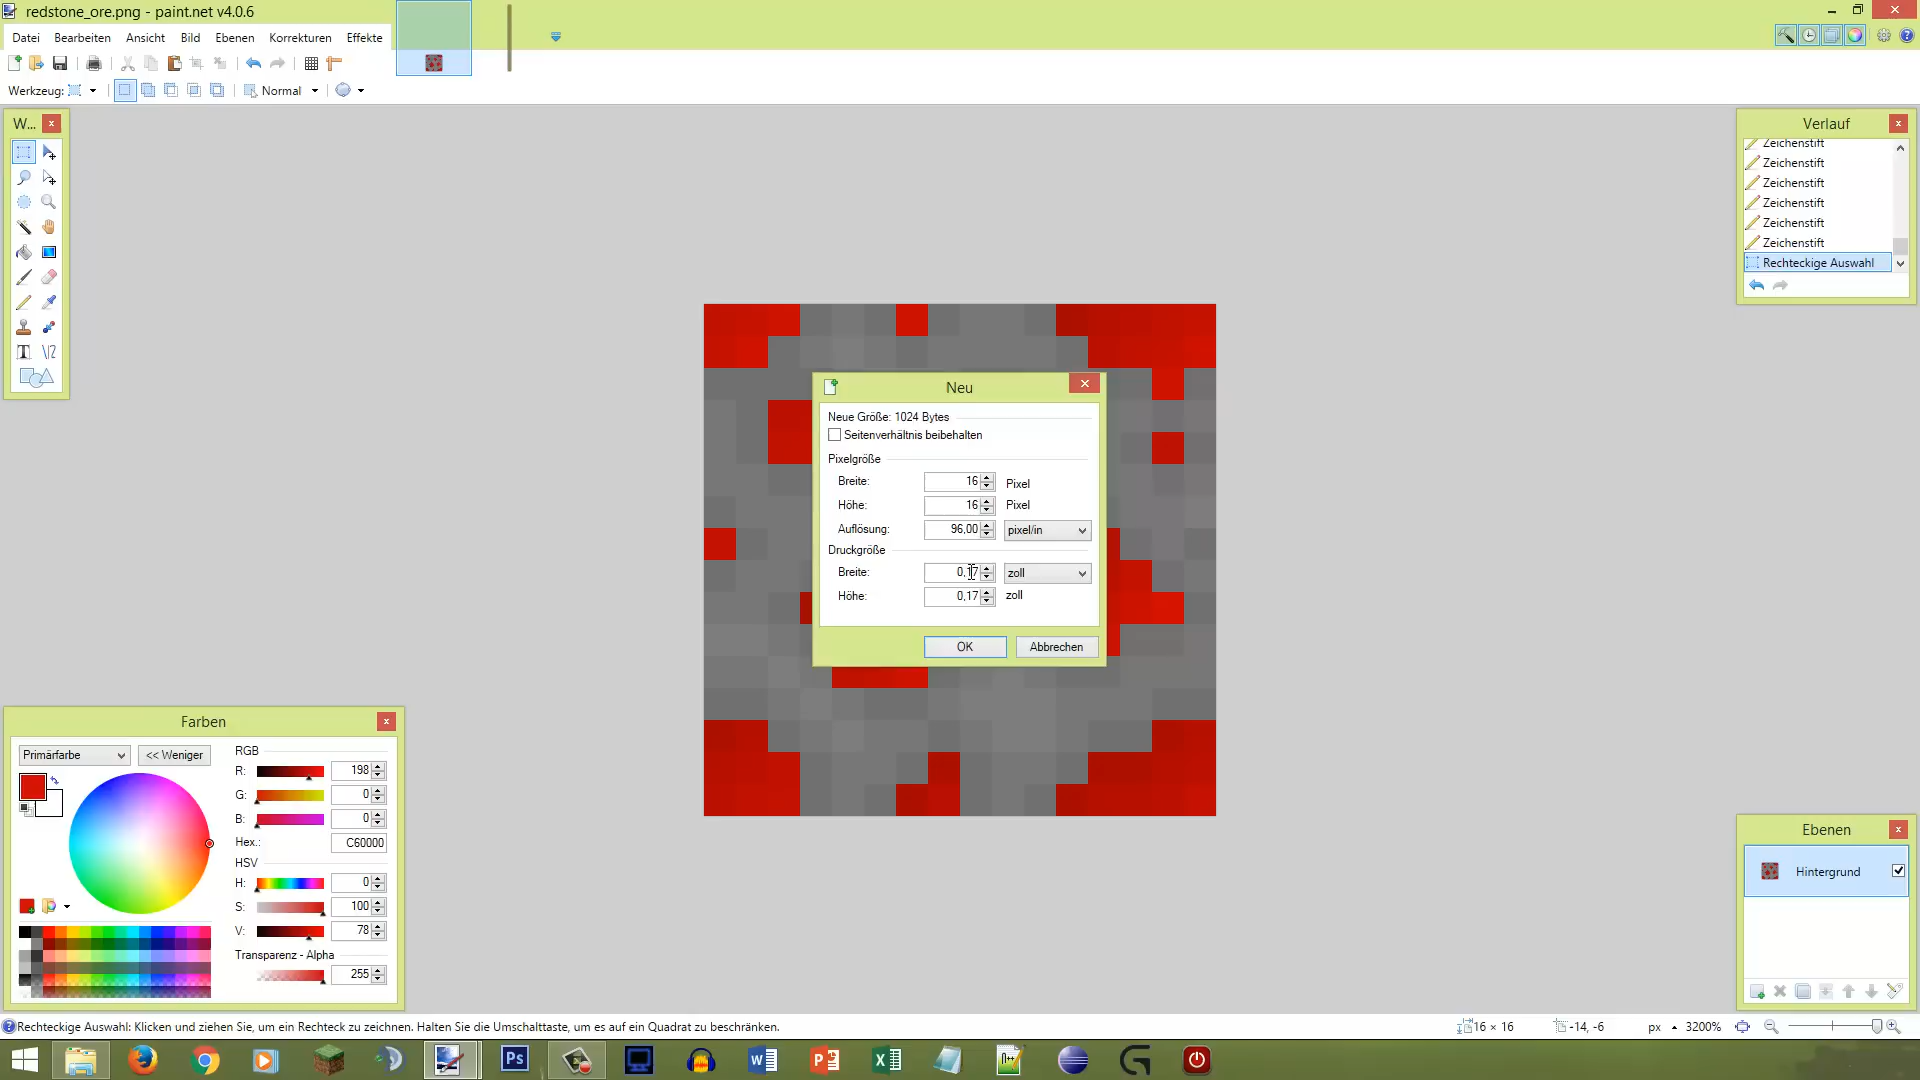 redstone_ore.png - paint.net v4.0.6
Datei Bearbeiten Ansicht Bild Ebenen Korrekturen Effekte
Werkzeug: Normal
W...
Verlauf
Zeichenstift
Zeichenstift
Zeichenstift
Zeichenstift
Zeichenstift
Zeichenstift
Rechteckige Auswahl
Neu
Neue Größe: 1024 Bytes
Seitenverhältnis beibehalten
Pixelgröße
Breite: 16 Pixel
Höhe: 16 Pixel
Auflösung: 96,00 pixel/in
Druckgröße
Breite: 0,17 zoll
Höhe: 0,17 zoll
OK Abbrechen
Farben
Primärfarbe << Weniger
RGB
R: 198
G: 0
B: 0
Hex.: C60000
HSV
H: 0
S: 100
V: 78
Transparenz - Alpha
255
Ebenen
Hintergrund
Rechteckige Auswahl: Klicken und ziehen Sie, um ein Rechteck zu zeichnen. Halten Sie die Umschalttaste, um es auf ein Quadrat zu beschränken.
16 × 16 -14, -6 px 3200%
Ps